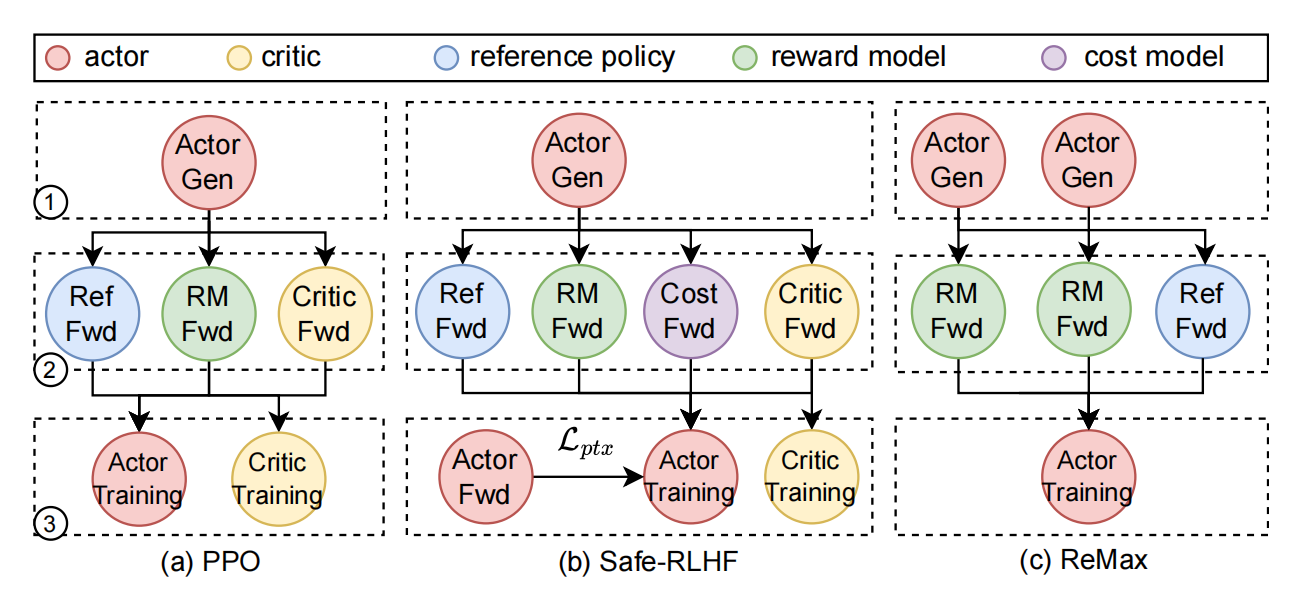 actor critic reference policy reward model cost model
1
Actor
Gen
Actor
Gen
Actor
Gen
Actor
Gen
2
Ref
Fwd
RM
Fwd
Critic
Fwd
Ref
Fwd
RM
Fwd
Cost
Fwd
Critic
Fwd
RM
Fwd
RM
Fwd
Ref
Fwd
3
Actor
Training
Critic
Training
Actor
Fwd
ℒptx
Actor
Training
Critic
Training
Actor
Training
(a) PPO
(b) Safe-RLHF
(c) ReMax